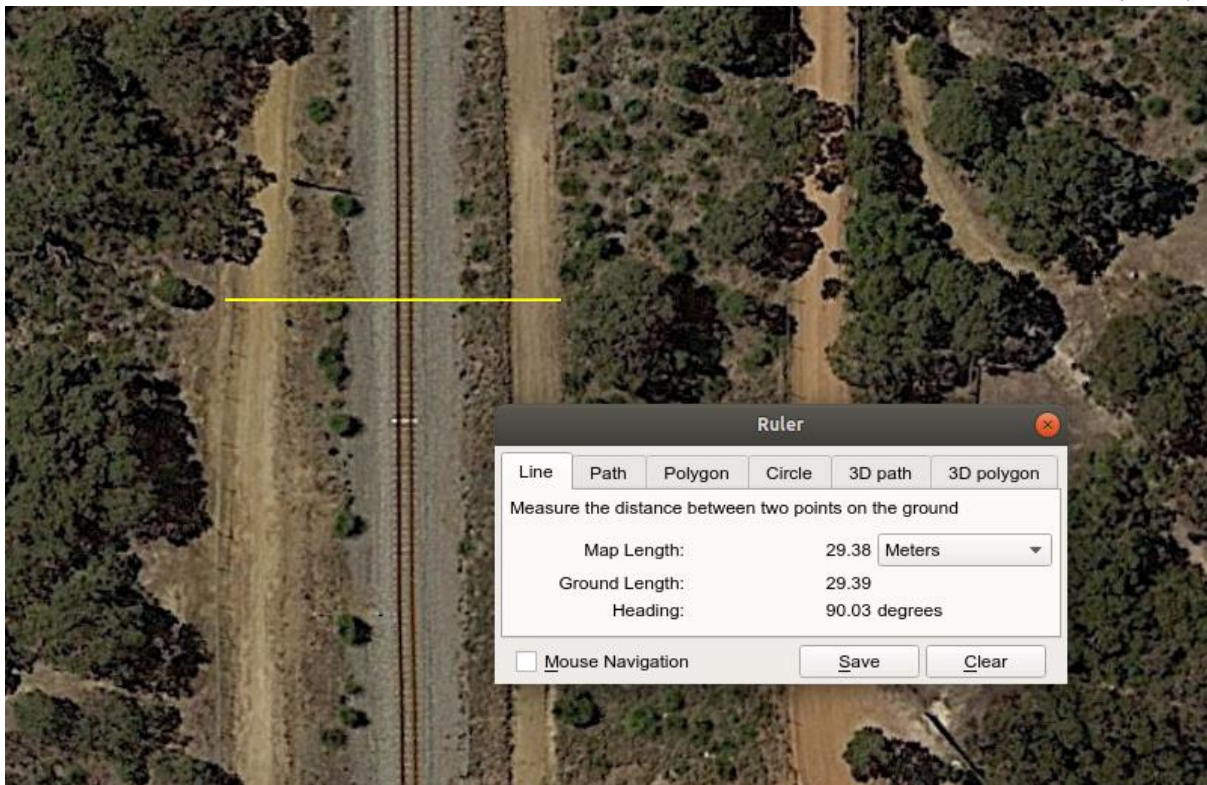 Ruler
Line Path Polygon Circle 3D path 3D polygon
Measure the distance between two points on the ground
Map Length: 29.38 Meters
Ground Length: 29.39
Heading: 90.03 degrees
Mouse Navigation Save Clear